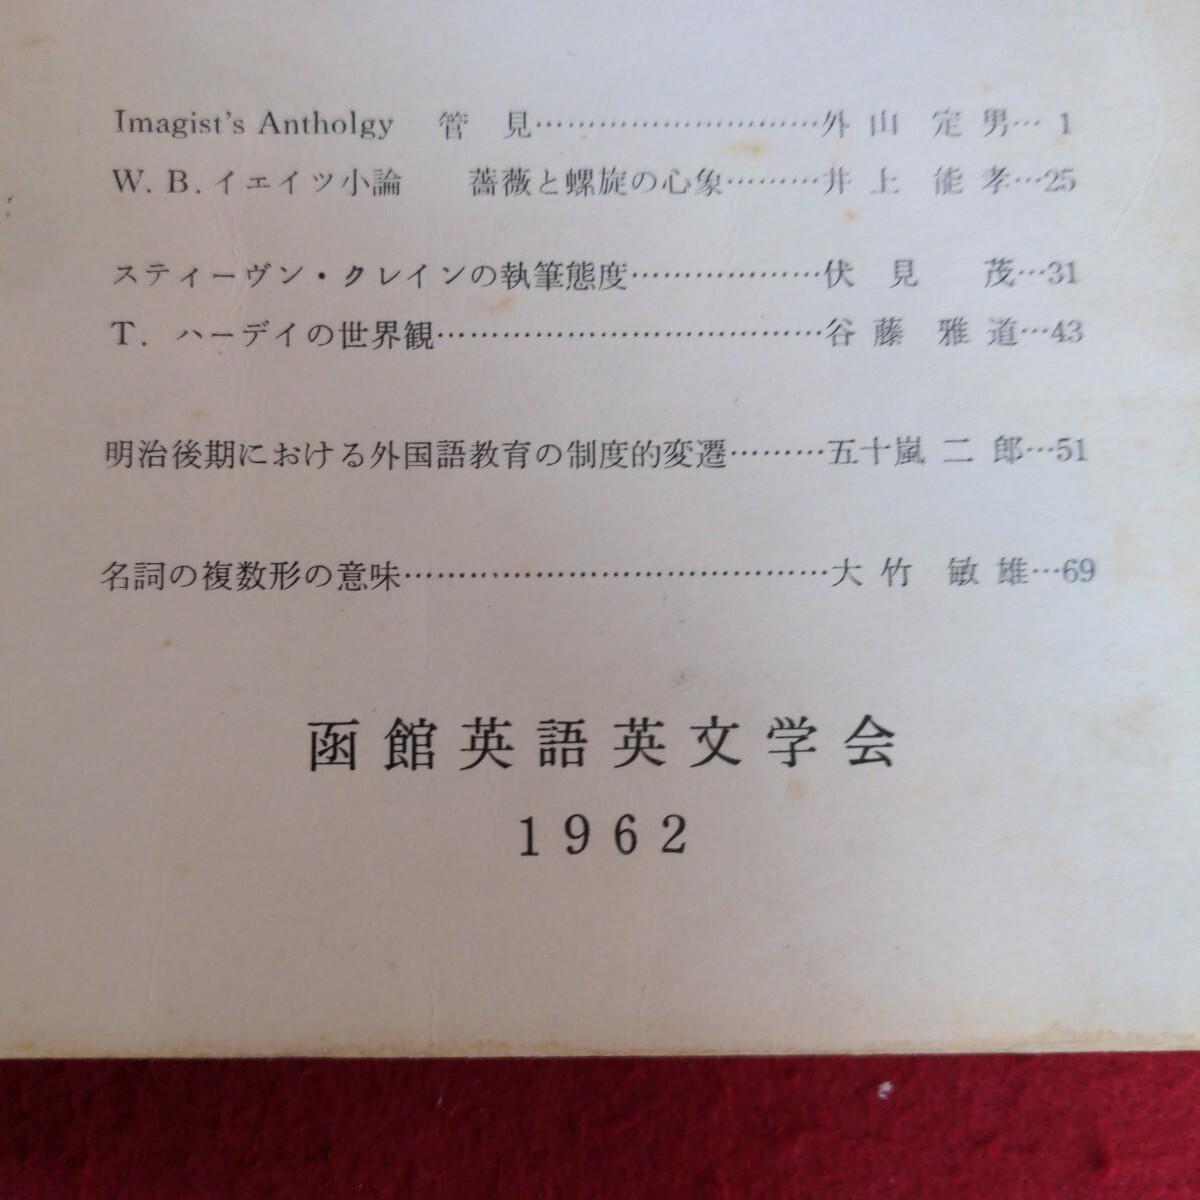 Imagist's Antholgy 管見…………………………外山定男…1
W. B. イェイツ小論 薔薇と螺旋の心象………井上能孝…25
スティーヴン・クレインの執筆態度………………伏見茂…31
T. ハーデイの世界観…………………………………谷藤雅道…43
明治後期における外国語教育の制度的変遷………五十嵐二郎…51
名詞の複数形の意味……………………………………大竹敏雄…69
函館英語英文学会
1962